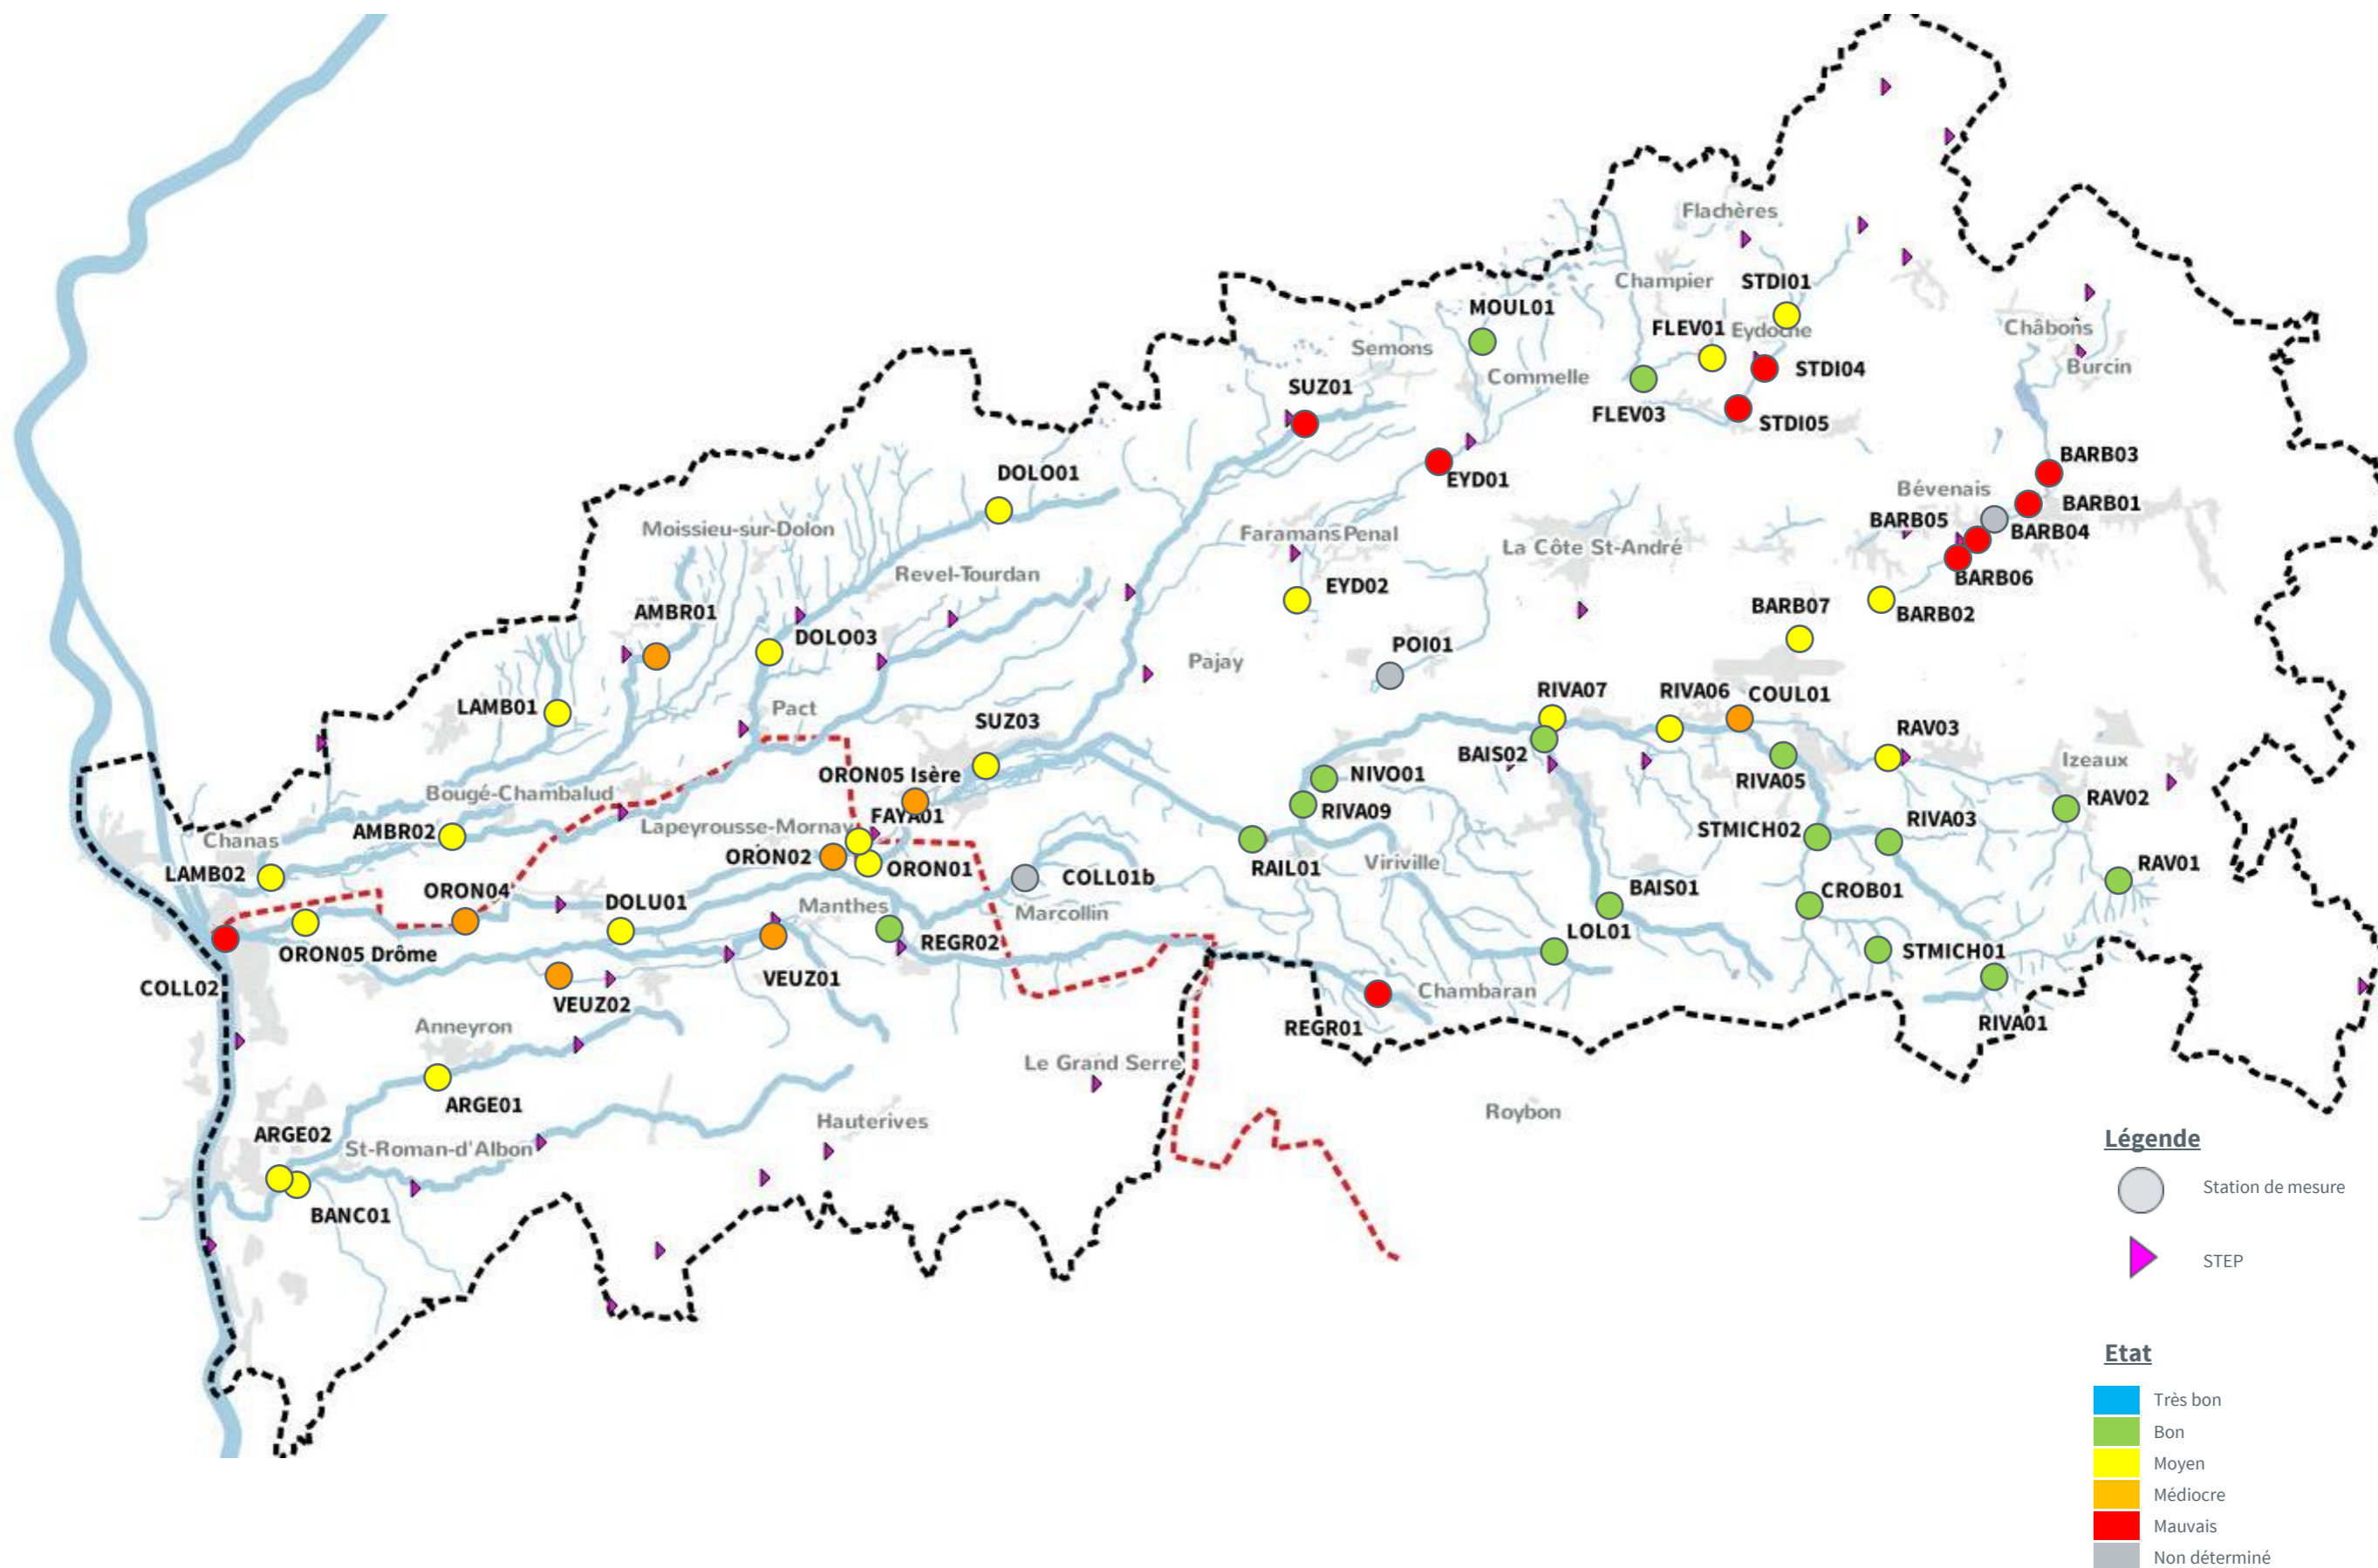 Flachères
Champier
STDI01
MOUL01
FLEV01
Eydoche
Châbons
Semons
Burcin
Commelle
STDI04
SUZ01
FLEV03
STDI05
BARB03
DOLO01
EYD01
Bévenais
BARB01
Moissieu-sur-Dolon
BARB05
Faramans
Penal
BARB04
La Côte St-André
Revel-Tourdan
BARB06
EYD02
AMBR01
BARB07
BARB02
DOLO03
POI01
Pajay
LAMB01
RIVA07
RIVA06
COUL01
Pact
SUZ03
RAV03
BAIS02
Izeaux
ORON05 Isère
NIVO01
RIVA05
Bougé-Chambalud
RAV02
RIVA09
FAYA01
RIVA03
Lapeyrousse-Mornay
AMBR02
STMICH02
Chanas
ORON02
Viriville
RAV01
LAMB02
ORON01
RAIL01
COLL01b
BAIS01
CROB01
ORON04
DOLU01
Manthes
Marcollin
LOL01
REGR02
STMICH01
ORON05 Drôme
VEUZ01
COLL02
Chambaran
VEUZ02
RIVA01
Anneyron
REGR01
Le Grand Serre
ARGE01
Roybon
Hauterives
ARGE02
St-Roman-d'Albon
BANC01
Légende
Station de mesure
STEP
Etat
Très bon
Bon
Moyen
Médiocre
Mauvais
Non déterminé